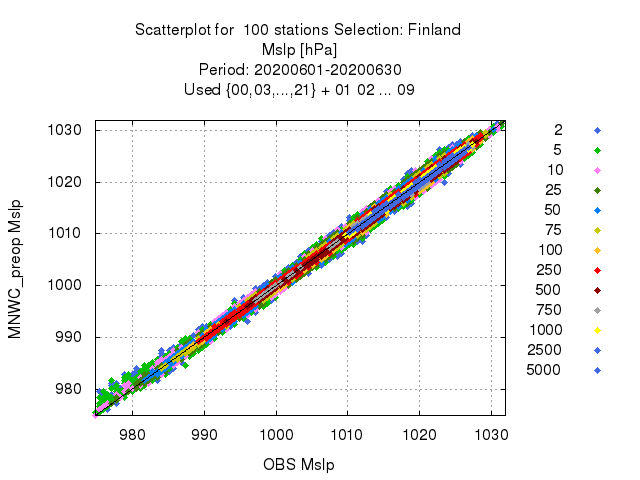 Scatterplot for 100 stations Selection: Finland
Mslp [hPa]
Period: 20200601-20200630
Used {00,03,...,21} + 01 02 ... 09
MNWC_preop Mslp
1030
1020
1010
1000
990
980
980 990 1000 1010 1020 1030
OBS Mslp
2
5
10
25
50
75
100
250
500
750
1000
2500
5000